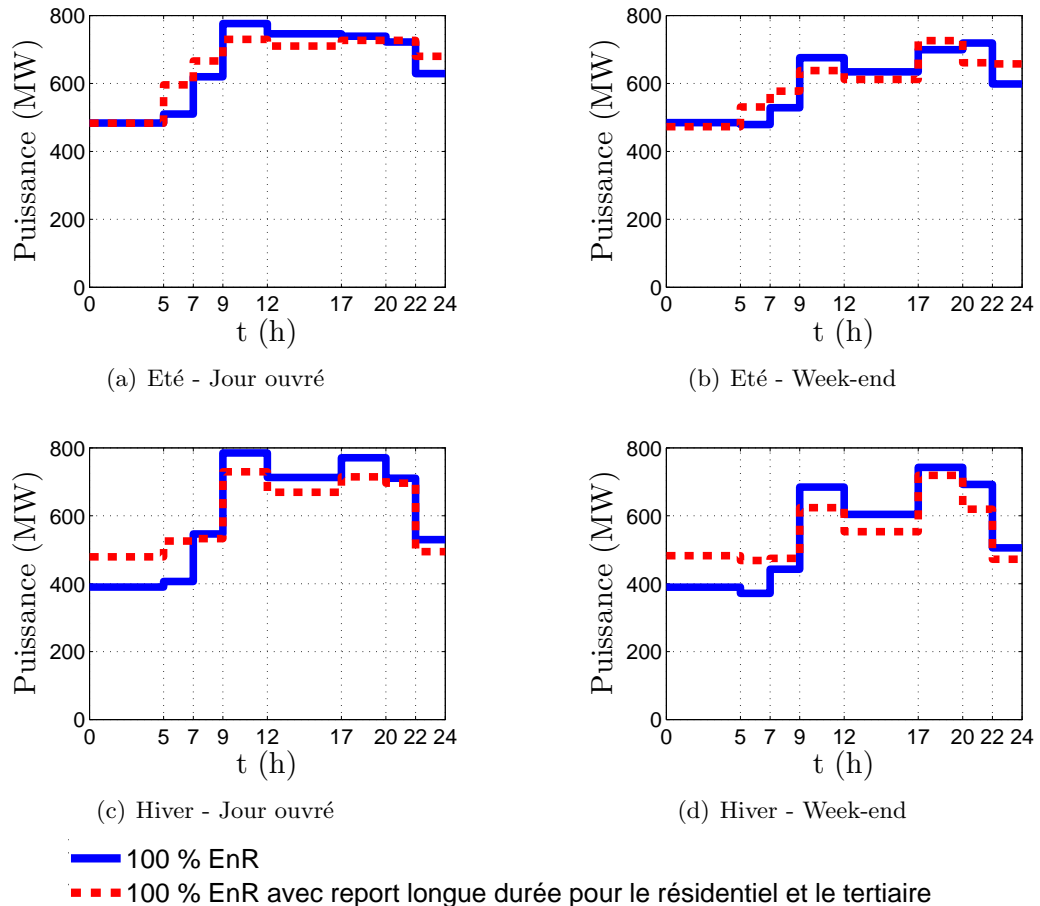 800
600
400
200
0
Puissance (MW)
0 5 7 9 12 17 20 22 24
t (h)
(a) Eté - Jour ouvré
800
600
400
200
0
Puissance (MW)
0 5 7 9 12 17 20 22 24
t (h)
(b) Eté - Week-end
800
600
400
200
0
Puissance (MW)
0 5 7 9 12 17 20 22 24
t (h)
(c) Hiver - Jour ouvré
800
600
400
200
0
Puissance (MW)
0 5 7 9 12 17 20 22 24
t (h)
(d) Hiver - Week-end
100 % EnR
100 % EnR avec report longue durée pour le résidentiel et le tertiaire